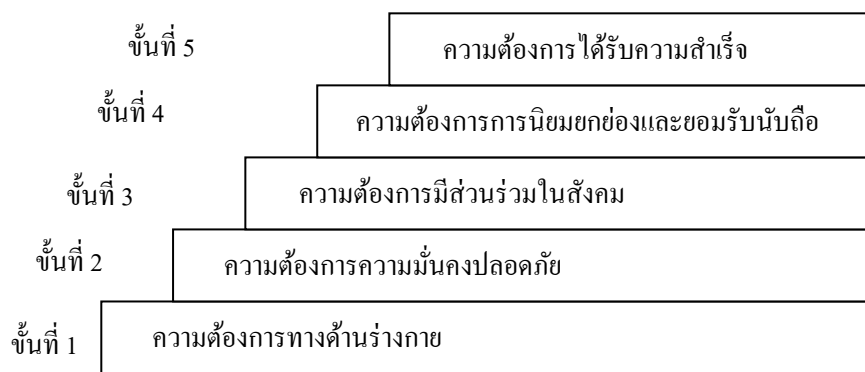 ขั้นที่ 5 ความต้องการได้รับความสำเร็จ
ขั้นที่ 4 ความต้องการการนิยมยกย่องและยอมรับนับถือ
ขั้นที่ 3 ความต้องการมีส่วนร่วมในสังคม
ขั้นที่ 2 ความต้องการความมั่นคงปลอดภัย
ขั้นที่ 1 ความต้องการทางด้านร่างกาย